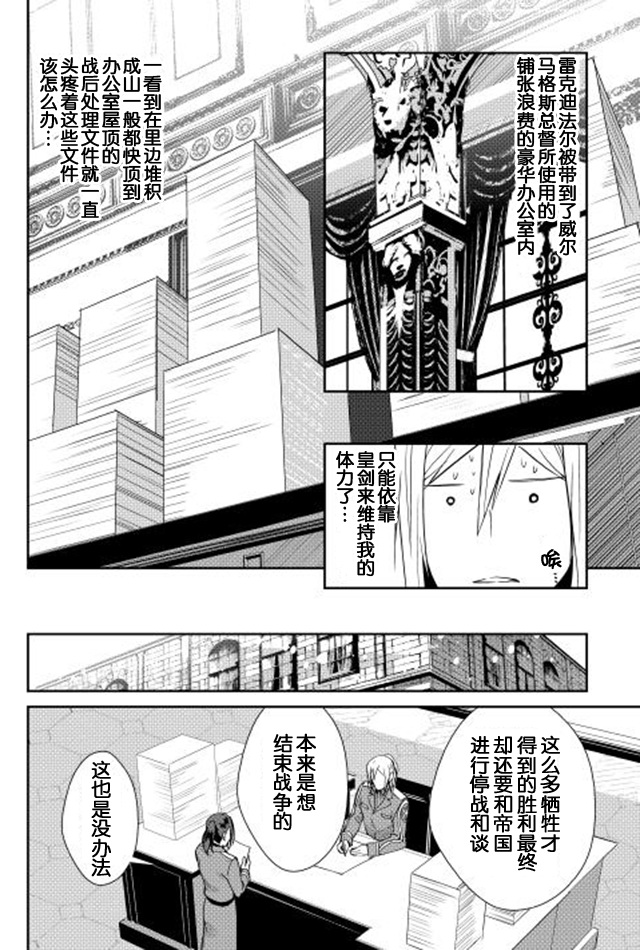 雷克迪法尔被带到了威尔
马格斯总督所使用的
铺张浪费的豪华办公室内
一看到在里边堆积
成山一般都快顶到
办公室屋顶的
战后处理文件就一直
头疼着这些文件
该怎么办…
只能依靠
皇剑来维持我的
体力了…
唉…
这么多牺牲才
得到的胜利最终
却还要和帝国
进行停战和谈
本来是想
结束战争的
这也是没
办法